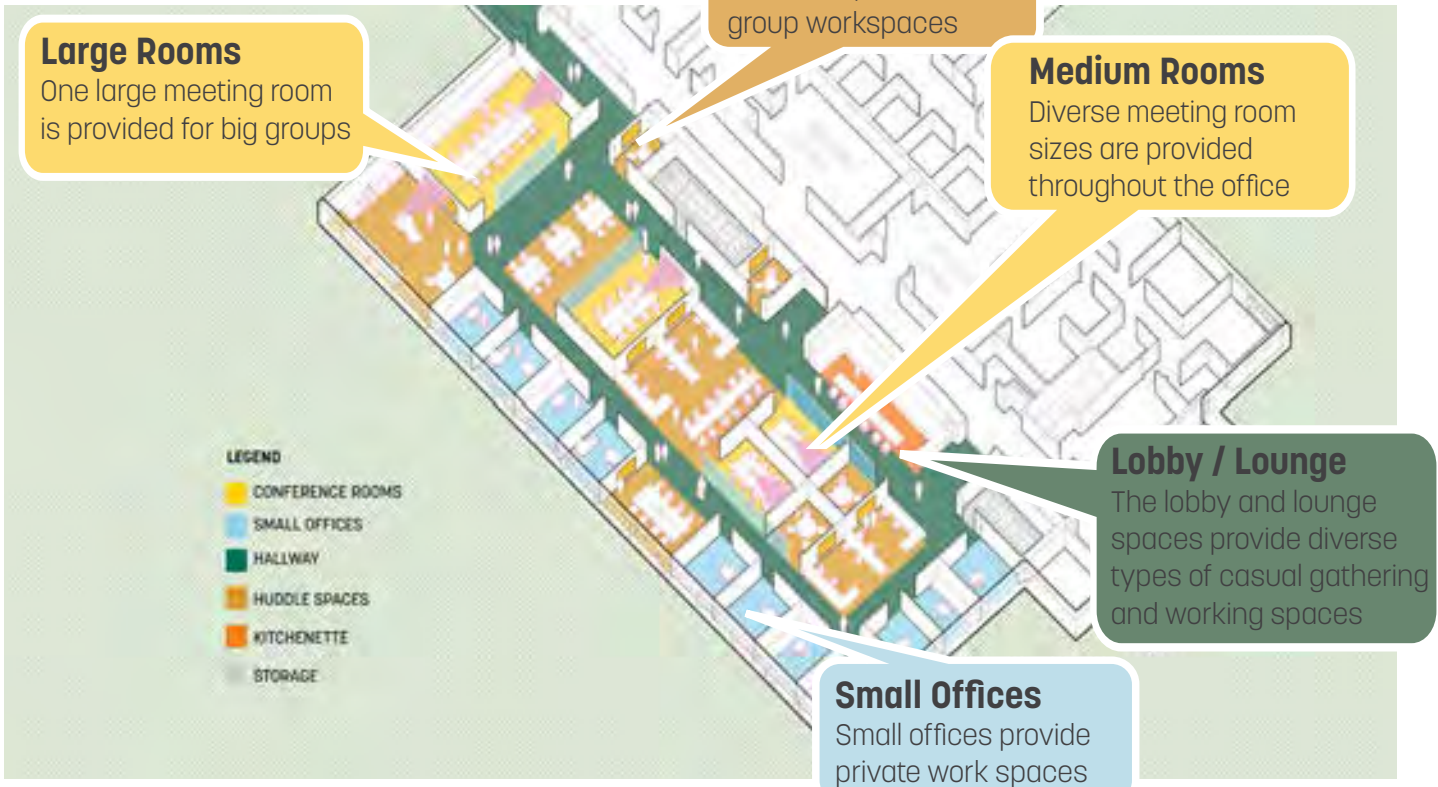 group workspaces
Large Rooms
One large meeting room
is provided for big groups
Medium Rooms
Diverse meeting room
sizes are provided
throughout the office
LEGEND
CONFERENCE ROOMS
SMALL OFFICES
HALLWAY
HUDDLE SPACES
KITCHENETTE
STORAGE
Lobby / Lounge
The lobby and lounge
spaces provide diverse
types of casual gathering
and working spaces
Small Offices
Small offices provide
private work spaces